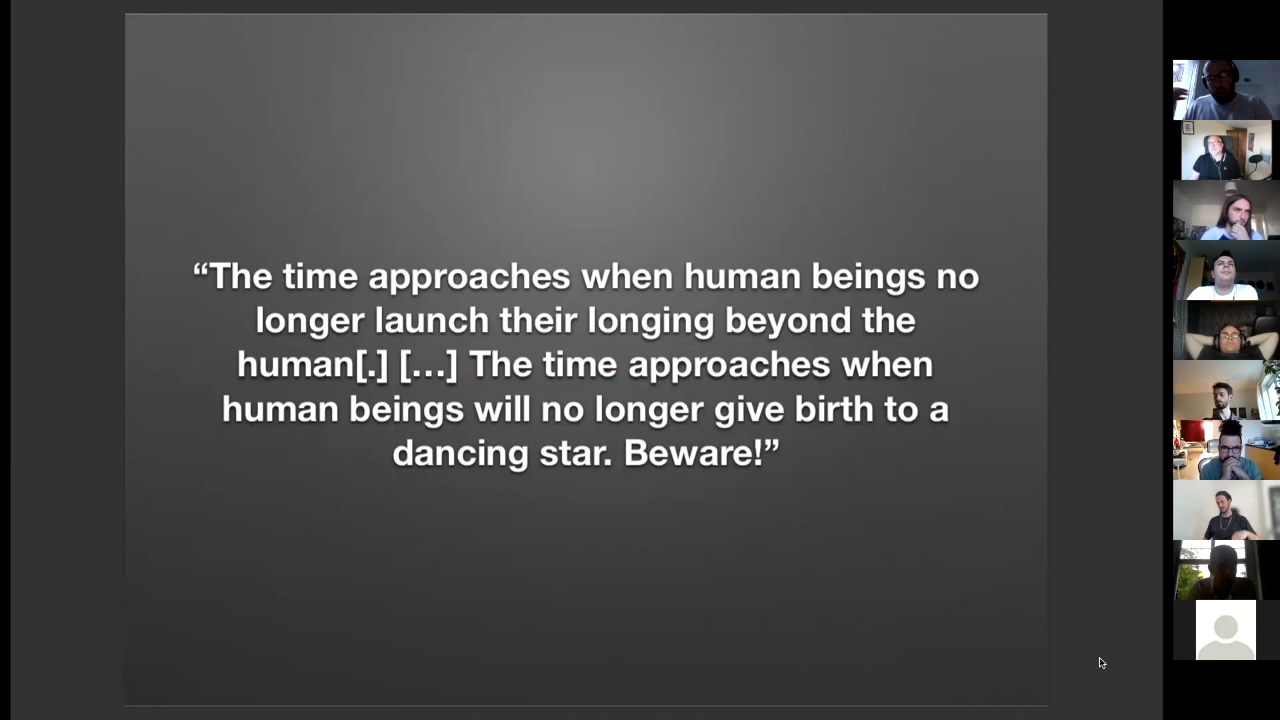 “The time approaches when human beings no
longer launch their longing beyond the
human[.] […] The time approaches when
human beings will no longer give birth to a
dancing star. Beware!”